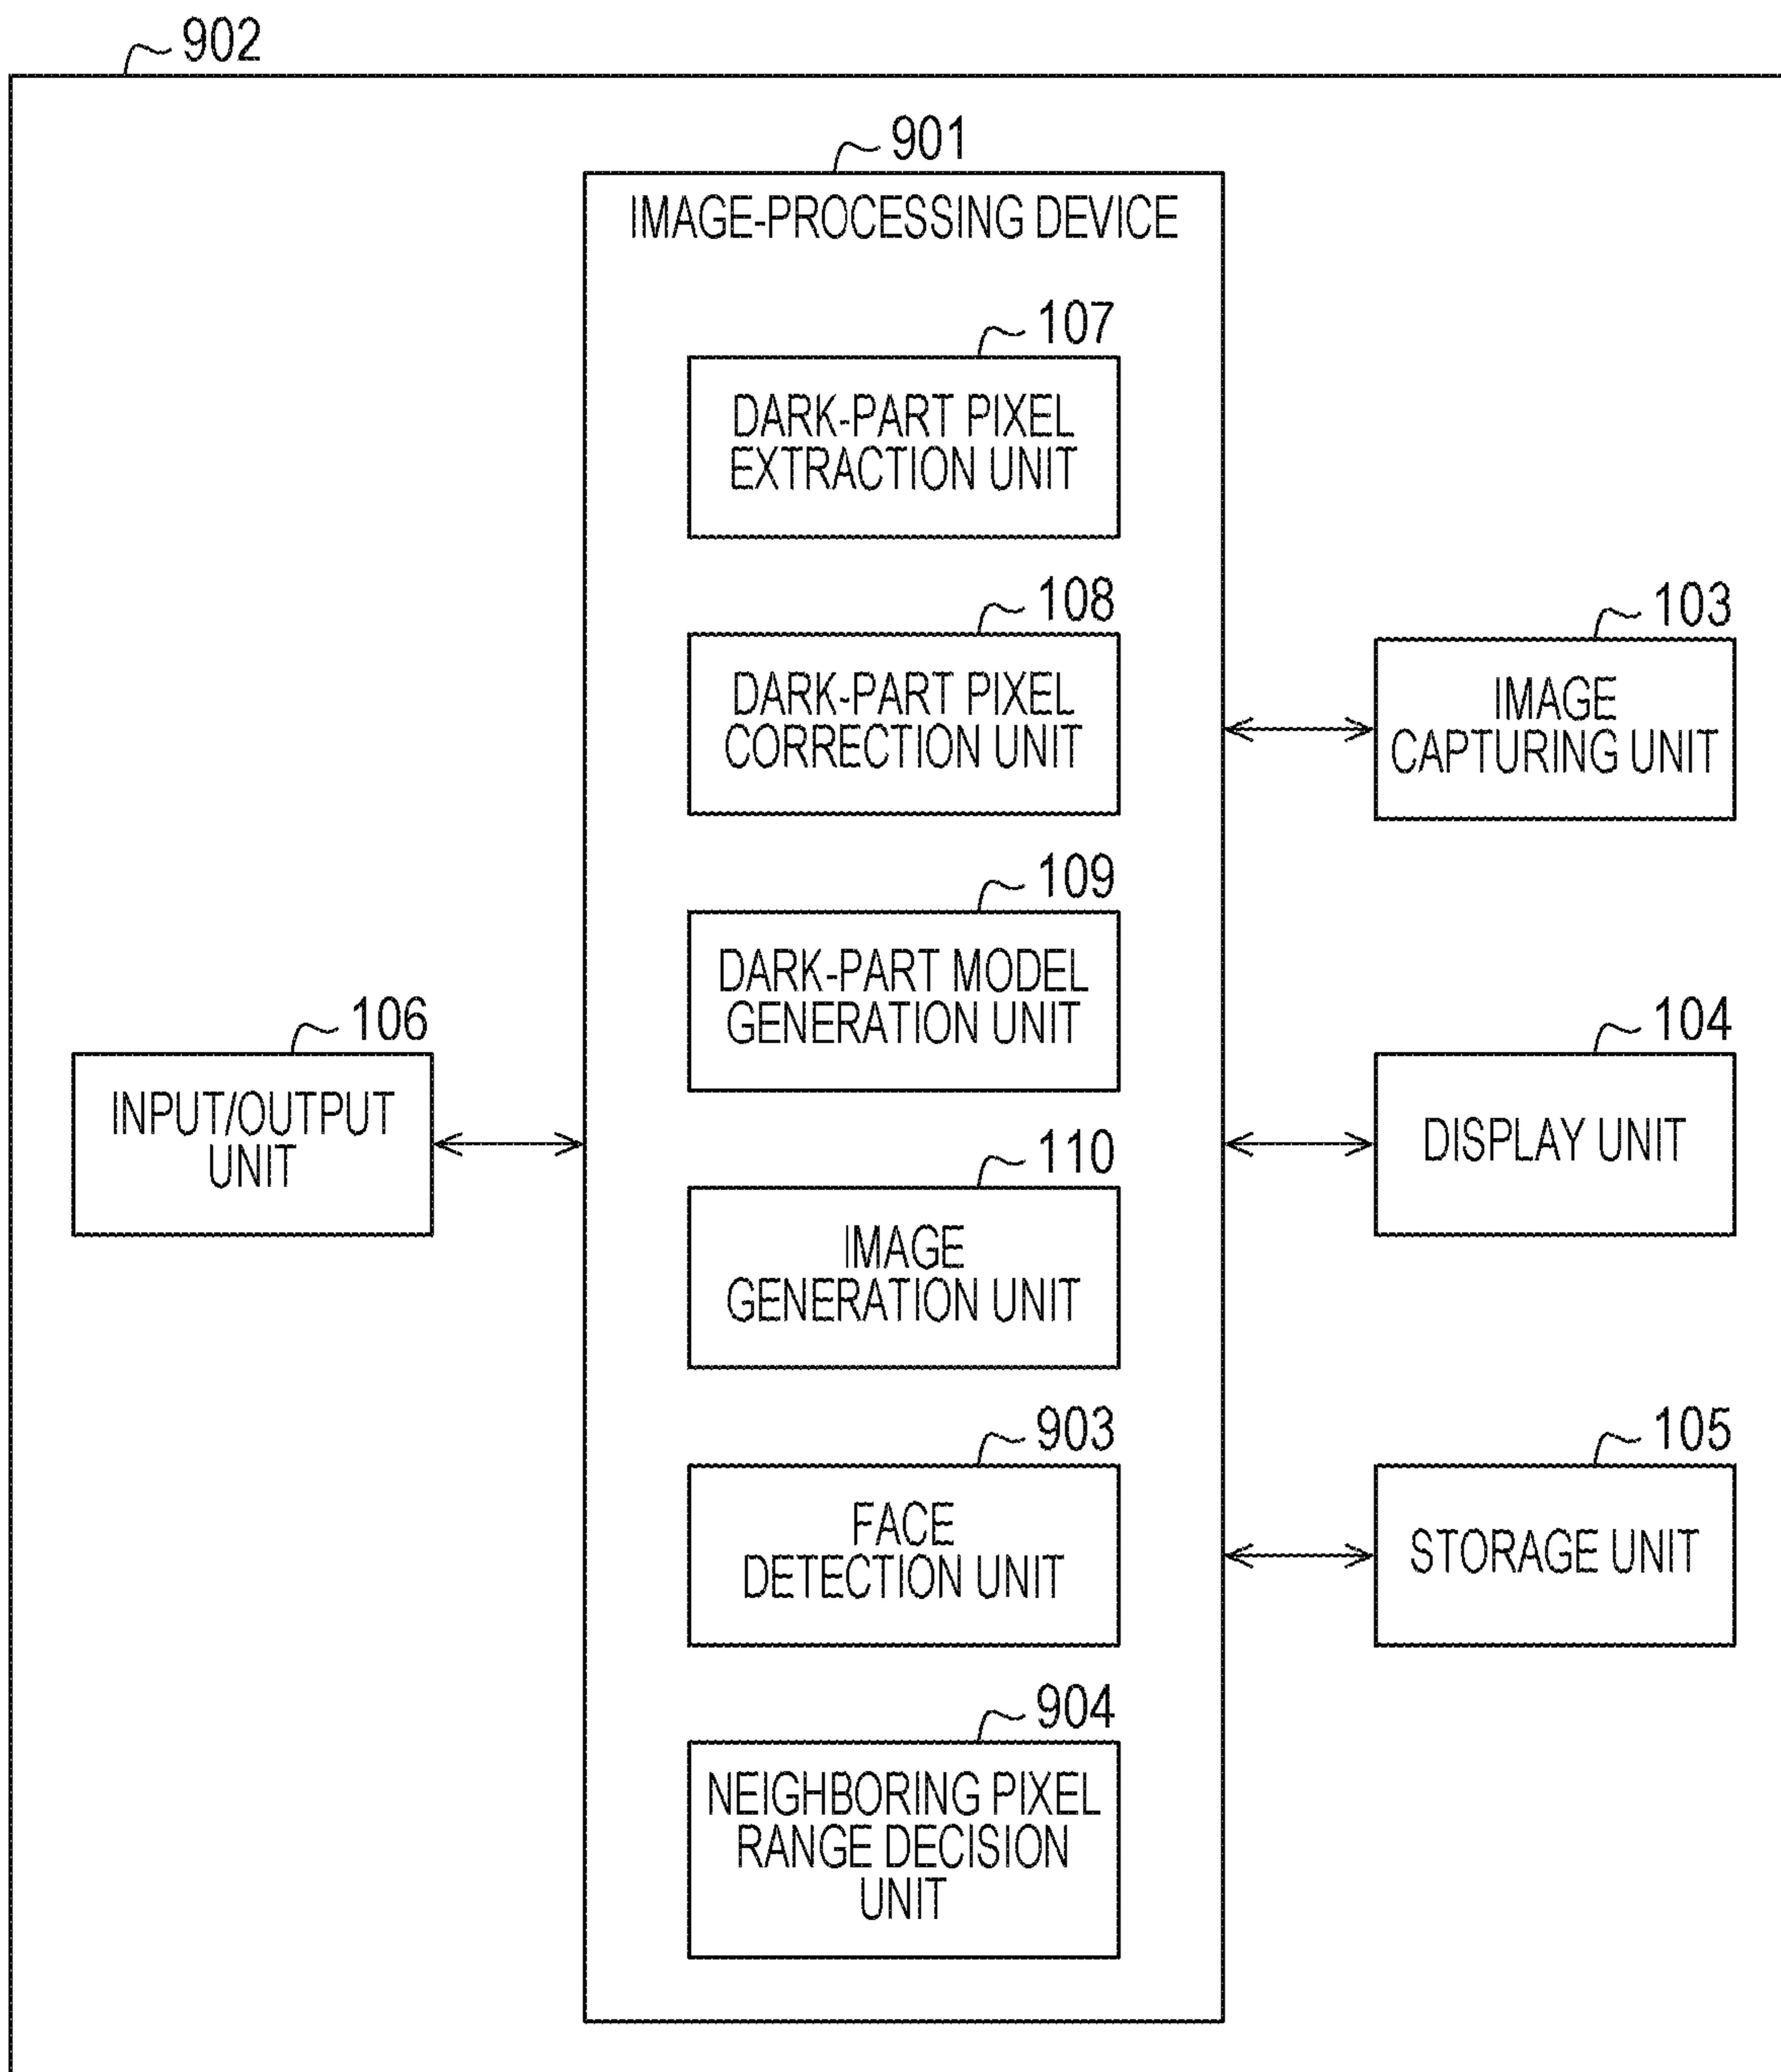 902
901
IMAGE-PROCESSING DEVICE
107
DARK-PART PIXEL
EXTRACTION UNIT
108
DARK-PART PIXEL
CORRECTION UNIT
103
IMAGE
CAPTURING UNIT
109
DARK-PART MODEL
GENERATION UNIT
106
INPUT/OUTPUT
UNIT
104
DISPLAY UNIT
110
IMAGE
GENERATION UNIT
903
FACE
DETECTION UNIT
105
STORAGE UNIT
904
NEIGHBORING PIXEL
RANGE DECISION
UNIT